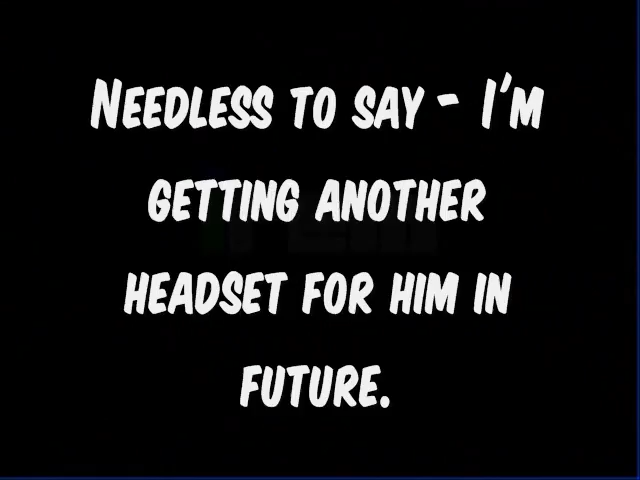 Needless to say - I'm
getting another
headset for him in
future.